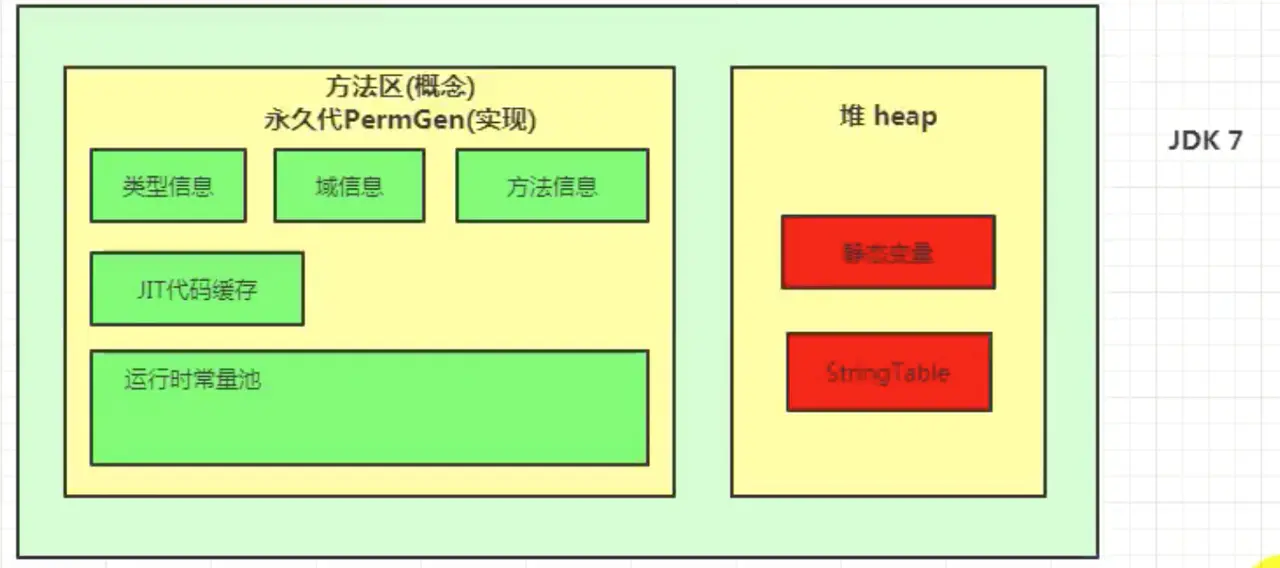 方法区(概念)
永久代PermGen(实现)
类型信息
域信息
方法信息
JIT代码缓存
运行时常量池
堆 heap
静态变量
StringTable
JDK 7